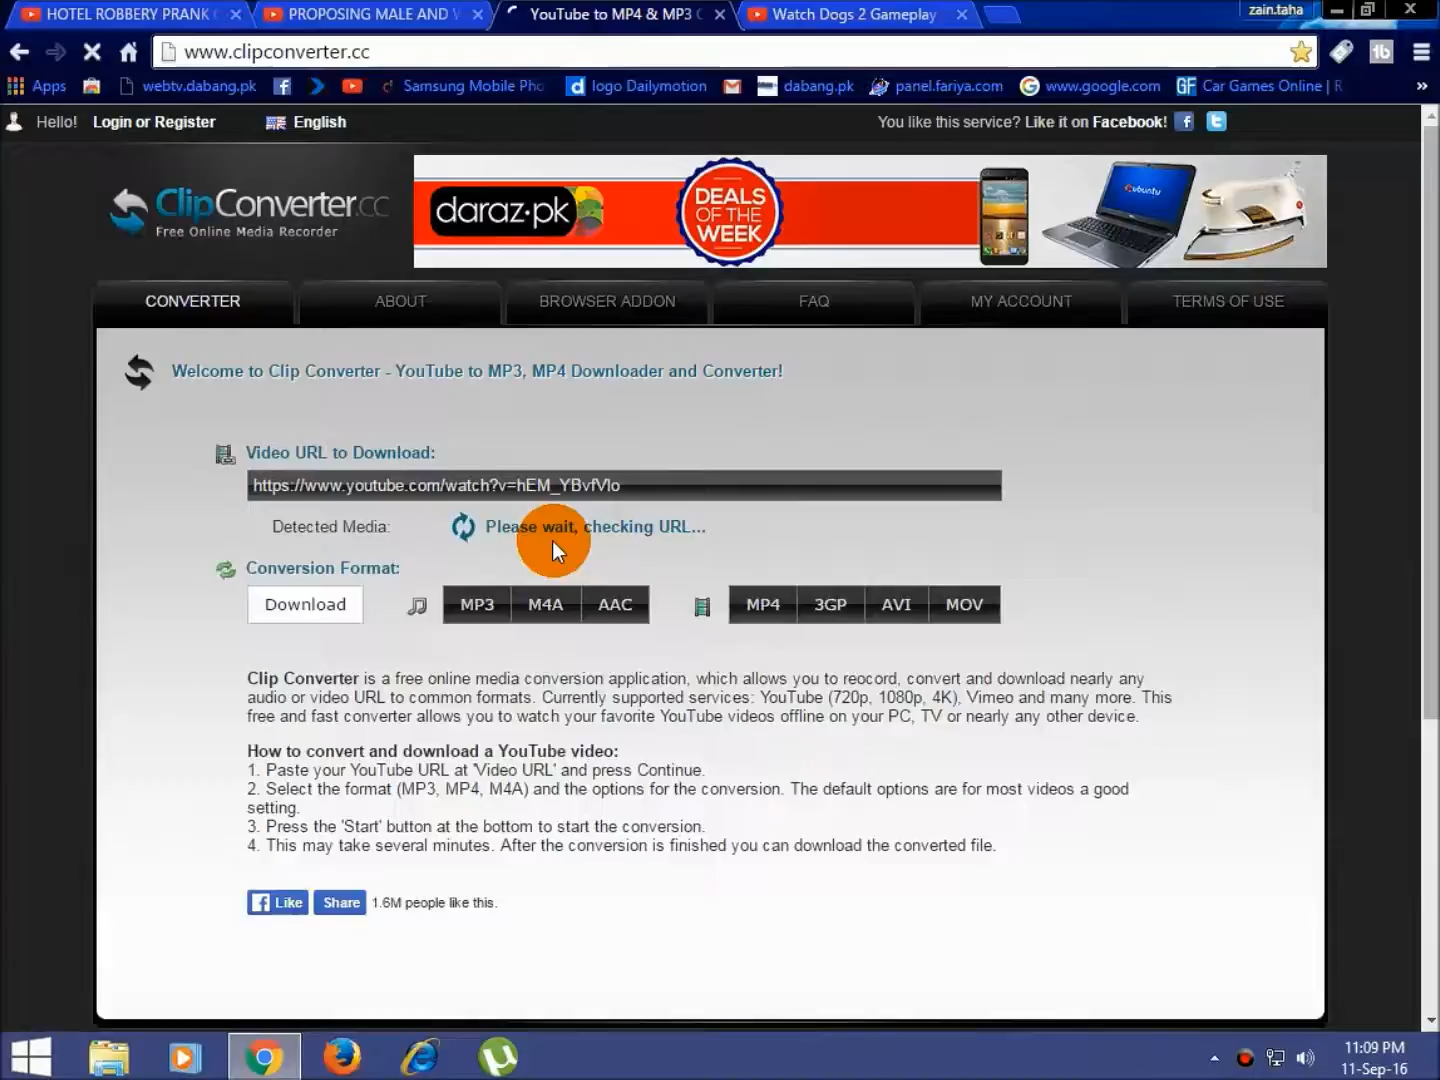 HOTEL ROBBERY PRANK
PROPOSING MALE AND
YouTube to MP4 & MP3
Watch Dogs 2 Gameplay
zain.taha
www.clipconverter.cc
Apps
webtv.dabang.pk
Samsung Mobile Pho
logo Dailymotion
dabang.pk
panel.fariya.com
www.google.com
GF Car Games Online |
Hello! Login or Register
English
You like this service? Like it on Facebook!
ClipConverter.cc
Free Online Media Recorder
daraz.pk
DEALS
OF THE
WEEK
ubuntu
CONVERTER
ABOUT
BROWSER ADDON
FAQ
MY ACCOUNT
TERMS OF USE
Welcome to Clip Converter - YouTube to MP3, MP4 Downloader and Converter!
Video URL to Download:
https://www.youtube.com/watch?v=hEM_YBvfVlo
Detected Media:
Please wait, checking URL...
Conversion Format:
Download
MP3 M4A AAC
MP4 3GP AVI MOV
Clip Converter is a free online media conversion application, which allows you to reocord, convert and download nearly any
audio or video URL to common formats. Currently supported services: YouTube (720p, 1080p, 4K), Vimeo and many more. This
free and fast converter allows you to watch your favorite YouTube videos offline on your PC, TV or nearly any other device.
How to convert and download a YouTube video:
1. Paste your YouTube URL at 'Video URL' and press Continue.
2. Select the format (MP3, MP4, M4A) and the options for the conversion. The default options are for most videos a good
setting.
3. Press the 'Start' button at the bottom to start the conversion.
4. This may take several minutes. After the conversion is finished you can download the converted file.
Like
Share
1.6M people like this.
11:09 PM
11-Sep-16